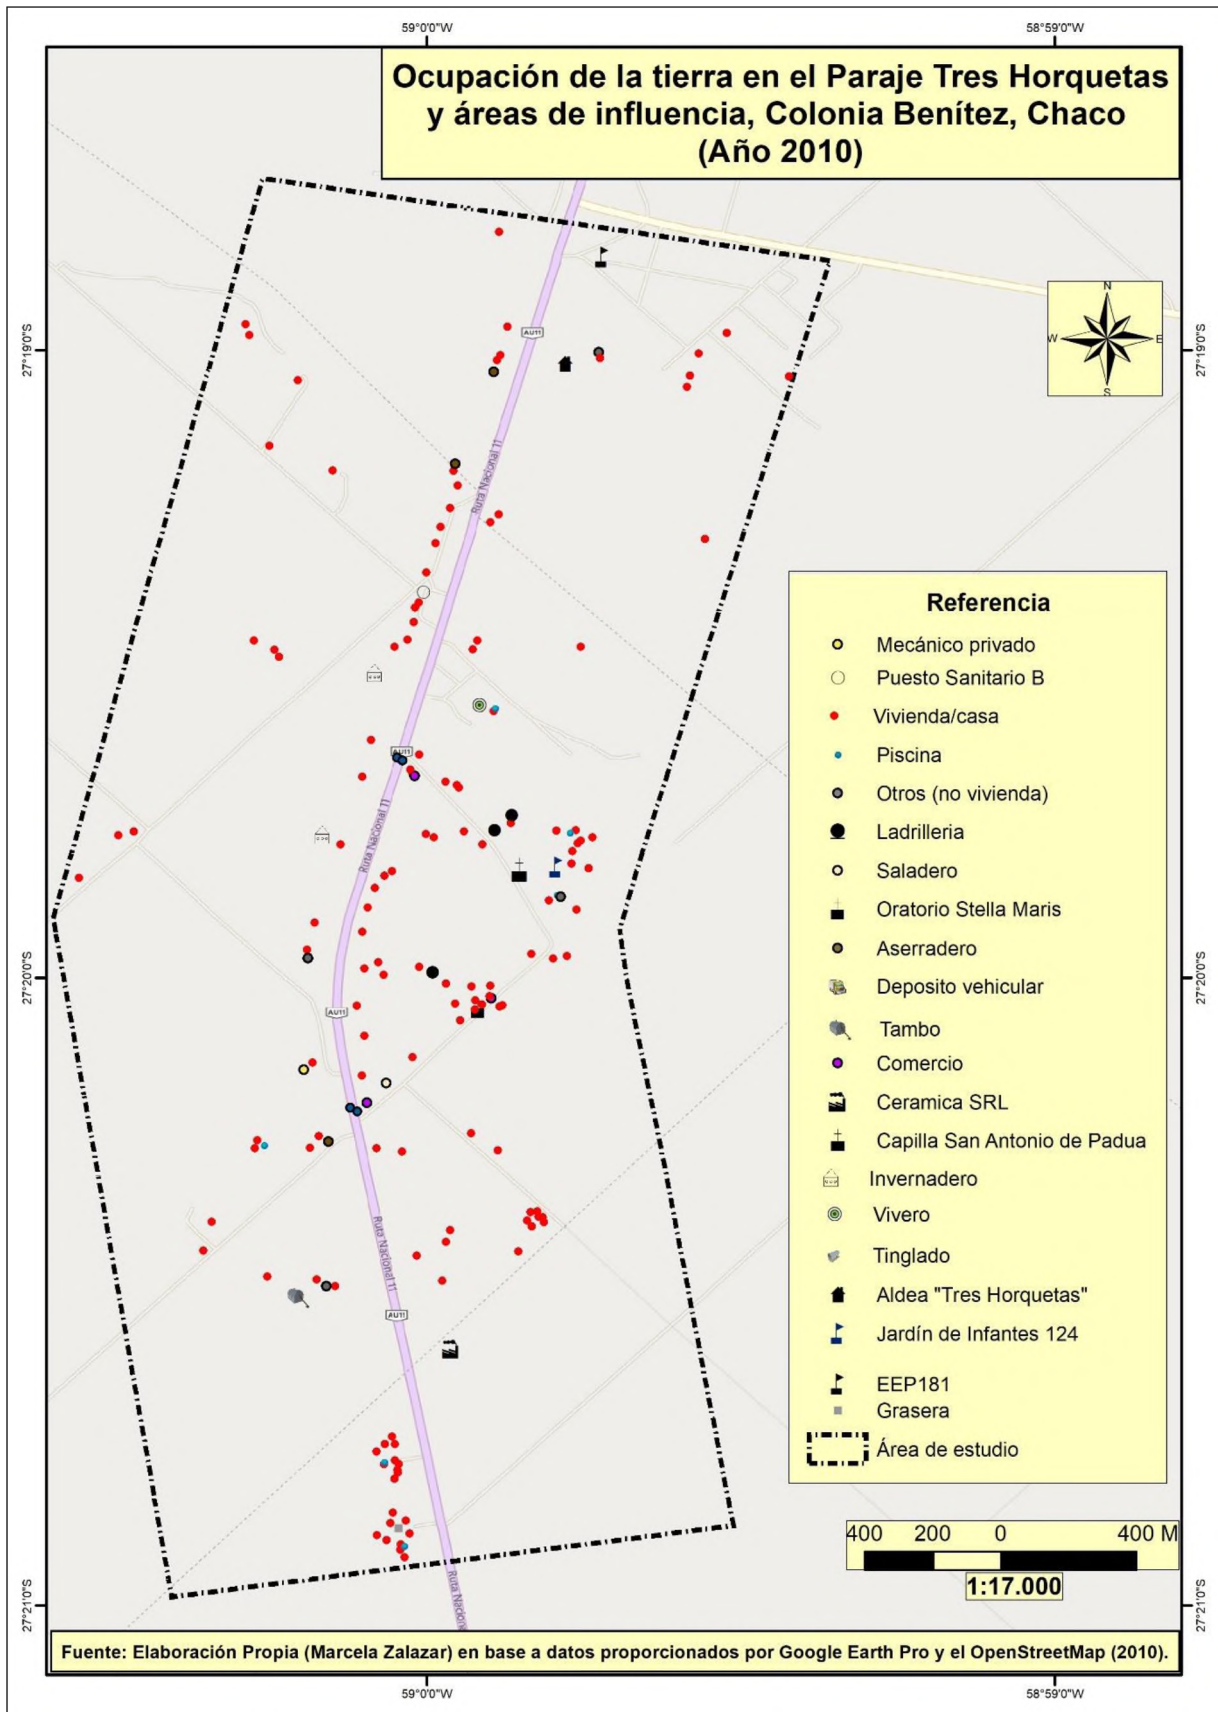 59°0'0"W
58°59'0"W
Ocupación de la tierra en el Paraje Tres Horquetas
y áreas de influencia, Colonia Benítez, Chaco
(Año 2010)
N
W
E
S
AU11
27°19'0"S
27°19'0"S
Ruta Nacional 11
AU11
Ruta Nacional 11
27°20'0"S
27°20'0"S
AU11
Ruta Nacional 11
AU11
Referencia
Mecánico privado
Puesto Sanitario B
Vivienda/casa
Piscina
Otros (no vivienda)
Ladrilleria
Saladero
Oratorio Stella Maris
Aserradero
Deposito vehicular
Tambo
Comercio
Ceramica SRL
Capilla San Antonio de Padua
Invernadero
Vivero
Tinglado
Aldea "Tres Horquetas"
Jardín de Infantes 124
EEP181
Grasera
Área de estudio
400 200 0 400 M
1:17.000
27°21'0"S
27°21'0"S
Ruta Naciona
Fuente: Elaboración Propia (Marcela Zalazar) en base a datos proporcionados por Google Earth Pro y el OpenStreetMap (2010).
59°0'0"W
58°59'0"W